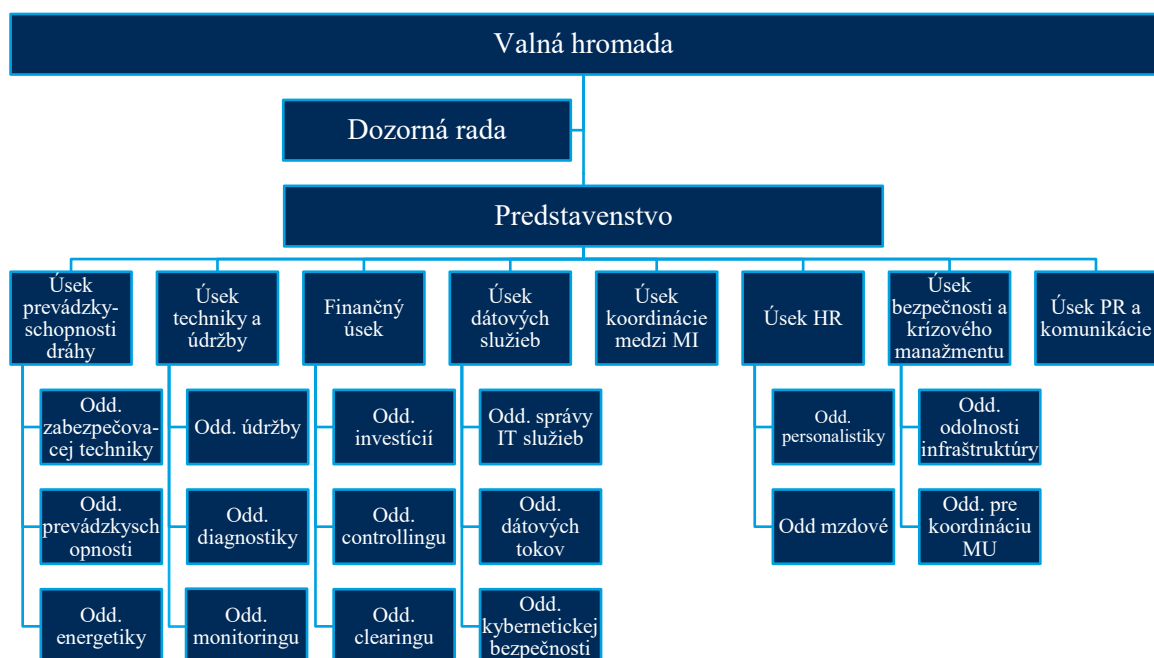 Valná hromada
Dozorná rada
Predstavenstvo
Úsek
prevádzky-
schopnosti
dráhy
Úsek
techniky a
údržby
Finančný
úsek
Úsek
dátových
služieb
Úsek
koordinácie
medzi MI
Úsek HR
Úsek
bezpečnosti a
krízového
manažmentu
Úsek PR a
komunikácie
Odd.
zabezpečova-
cej techniky
Odd. údržby
Odd.
investícií
Odd. správy
IT služieb
Odd.
personalistiky
Odd.
odolnosti
infraštruktúry
Odd.
prevádzkysch
opnosti
Odd.
diagnostiky
Odd.
controllingu
Odd.
dátových
tokov
Odd mzdové
Odd. pre
koordináciu
MU
Odd.
energetiky
Odd.
monitoringu
Odd.
clearingu
Odd.
kybernetickej
bezpečnosti